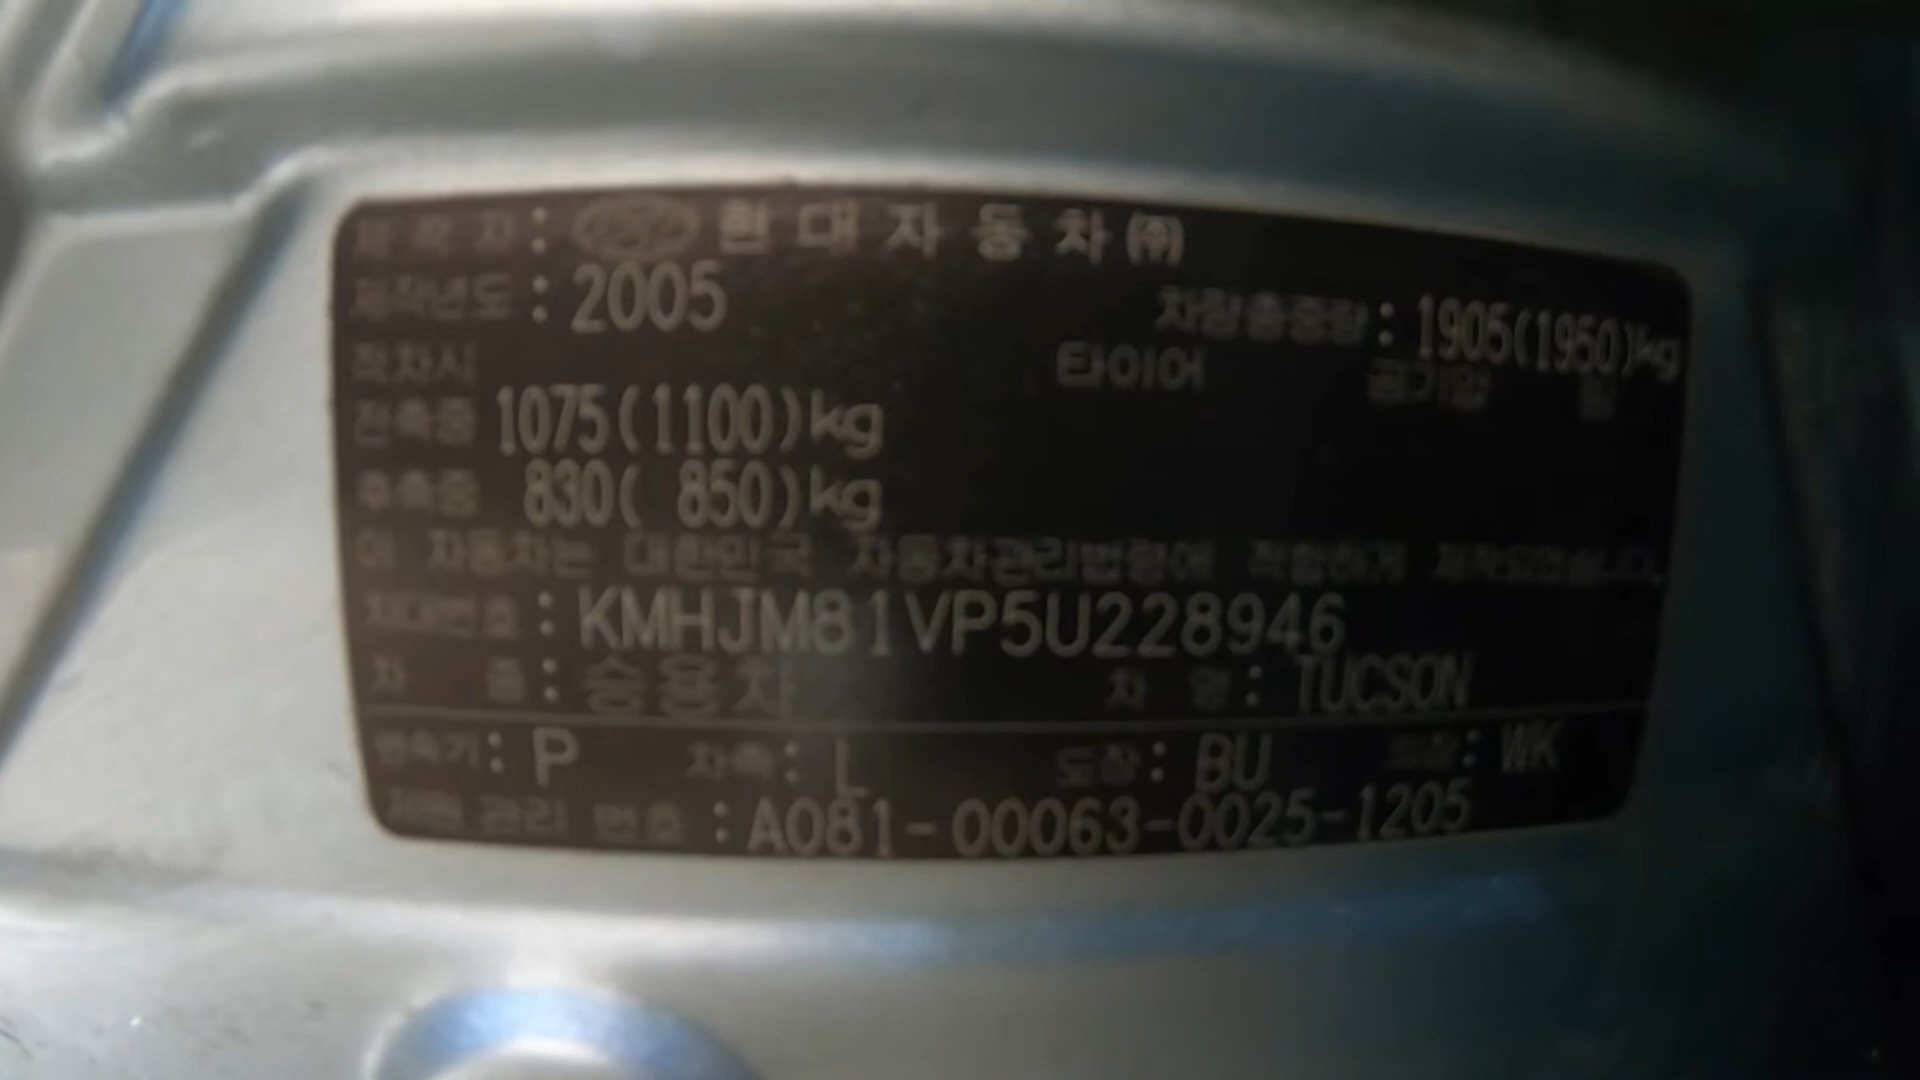 제작자 : 현대자동차(주)
제작년도 : 2005
차량총중량 : 1905(1950)kg
적차시 타이어 공기압 림
전축중 1075(1100)kg
후축중 830( 850)kg
이 자동차는 대한민국 자동차관리법령에 적합하게 제작되었습니다.
차대번호 : KMHJM81VP5U228946
차 종 : 승용차 차 명 : TUCSON
변속기 : P 차축 : L 도장 : BU 의장 : WK
관리 번호 : A081-00063-0025-1205